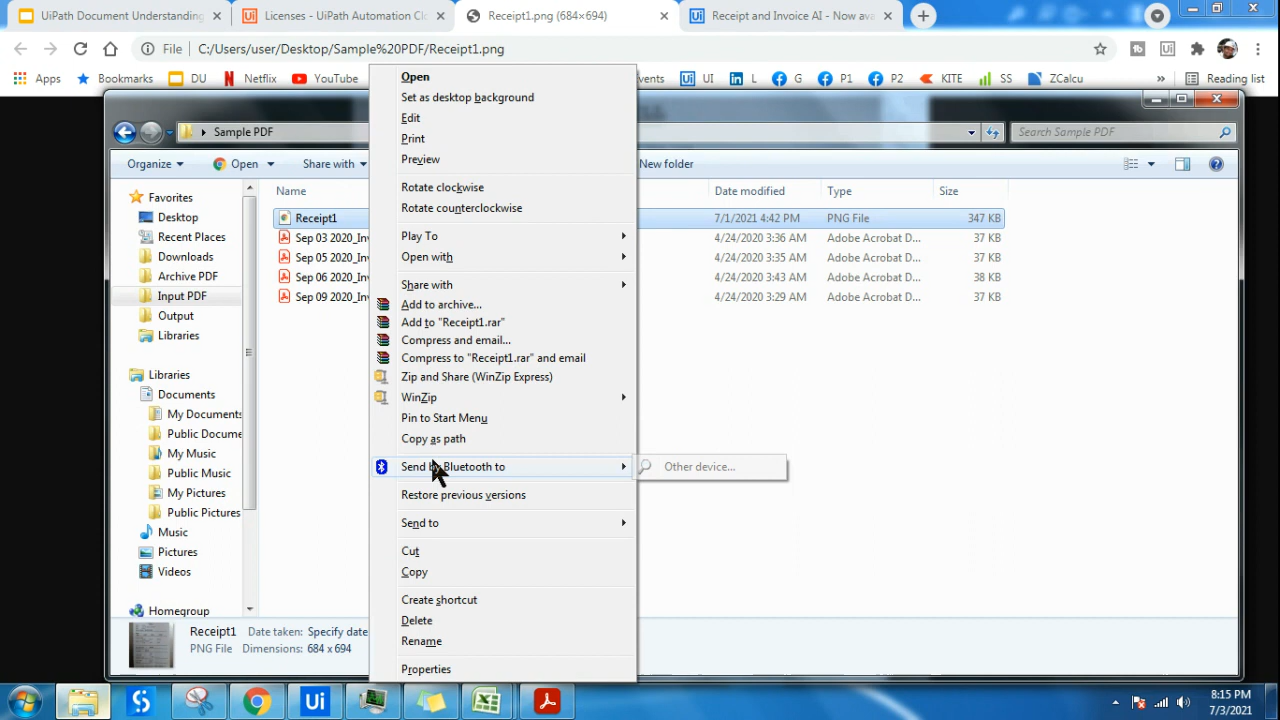 UiPath Document Understanding
Licenses - UiPath Automation Clo
Receipt1.png (684×694)
Receipt and Invoice AI - Now ava
File
C:/Users/user/Desktop/Sample%20PDF/Receipt1.png
Apps
Bookmarks
DU
Netflix
YouTube
vents
UI
L
G
P1
P2
KITE
SS
ZCalcu
»
Reading list
Sample PDF
Search Sample PDF
Organize
Open
Share with
New folder
Name
Date modified
Type
Size
Receipt1
7/1/2021 4:42 PM
PNG File
347 KB
Sep 03 2020_Inv
4/24/2020 3:36 AM
Adobe Acrobat D...
37 KB
Sep 05 2020_Inv
4/24/2020 3:35 AM
Adobe Acrobat D...
37 KB
Sep 06 2020_Inv
4/24/2020 3:43 AM
Adobe Acrobat D...
38 KB
Sep 09 2020_Inv
4/24/2020 3:29 AM
Adobe Acrobat D...
37 KB
Favorites
Desktop
Recent Places
Downloads
Archive PDF
Input PDF
Output
Libraries
Libraries
Documents
My Documents
Public Docume
My Music
Public Music
My Pictures
Public Pictures
Music
Pictures
Videos
Homegroup
Open
Set as desktop background
Edit
Print
Preview
Rotate clockwise
Rotate counterclockwise
Play To
Open with
Share with
Add to archive...
Add to "Receipt1.rar"
Compress and email...
Compress to "Receipt1.rar" and email
Zip and Share (WinZip Express)
WinZip
Pin to Start Menu
Copy as path
Send by Bluetooth to
Other device...
Restore previous versions
Send to
Cut
Copy
Create shortcut
Delete
Rename
Properties
Receipt1
Date taken: Specify date
PNG File
Dimensions: 684 x 694
Ui
8:15 PM
7/3/2021